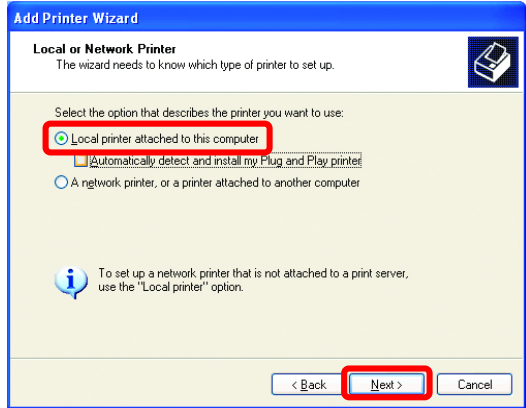 Add Printer Wizard
Local or Network Printer
The wizard needs to know which type of printer to set up.
Select the option that describes the printer you want to use:
Local printer attached to this computer
Automatically detect and install my Plug and Play printer
A network printer, or a printer attached to another computer
To set up a network printer that is not attached to a print server,
use the "Local printer" option.
< Back
Next >
Cancel